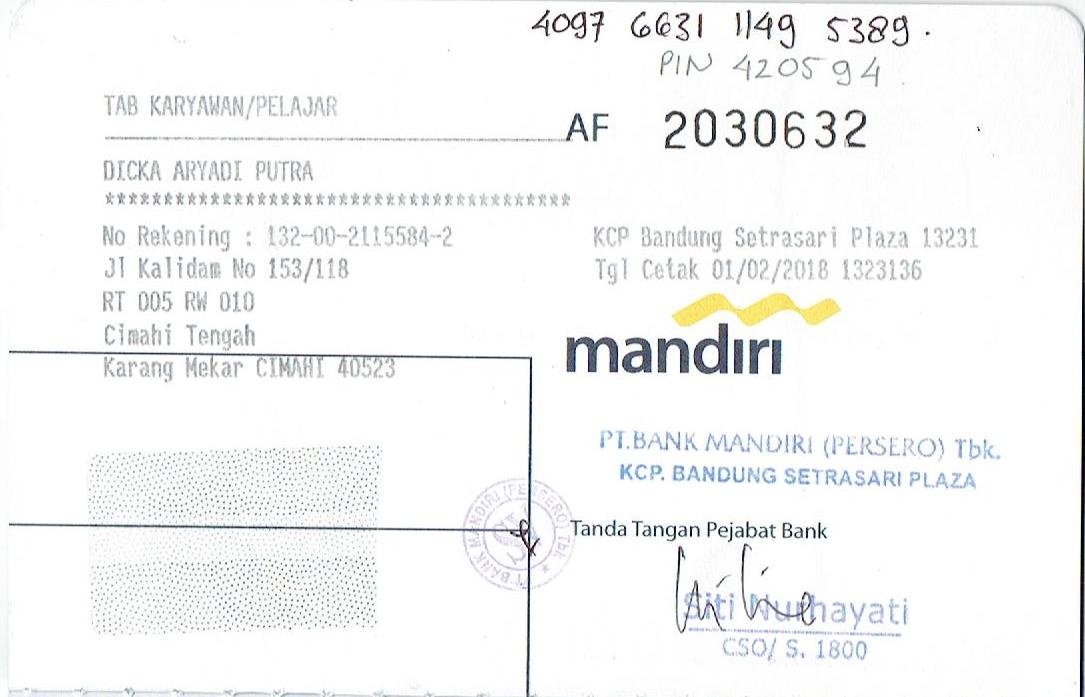 4097 6631 1149 5389.
PIN 420594
TAB KARYAWAN/PELAJAR
AF 2030632
DICKA ARYADI PUTRA
***************************************
No Rekening : 132-00-2115584-2
KCP Bandung Setrasari Plaza 13231
Jl Kalidam No 153/118
Tgl Cetak 01/02/2018 1323136
RT 005 RW 010
Cimahi Tengah
mandiri
Karang Mekar CIMAHI 40523
PT.BANK MANDIRI (PERSERO) Tbk.
KCP. BANDUNG SETRASARI PLAZA
PT BANK MANDIRI (PERSERO) Tbk *
Tanda Tangan Pejabat Bank
Siti Nurhayati
CSO/ S. 1800